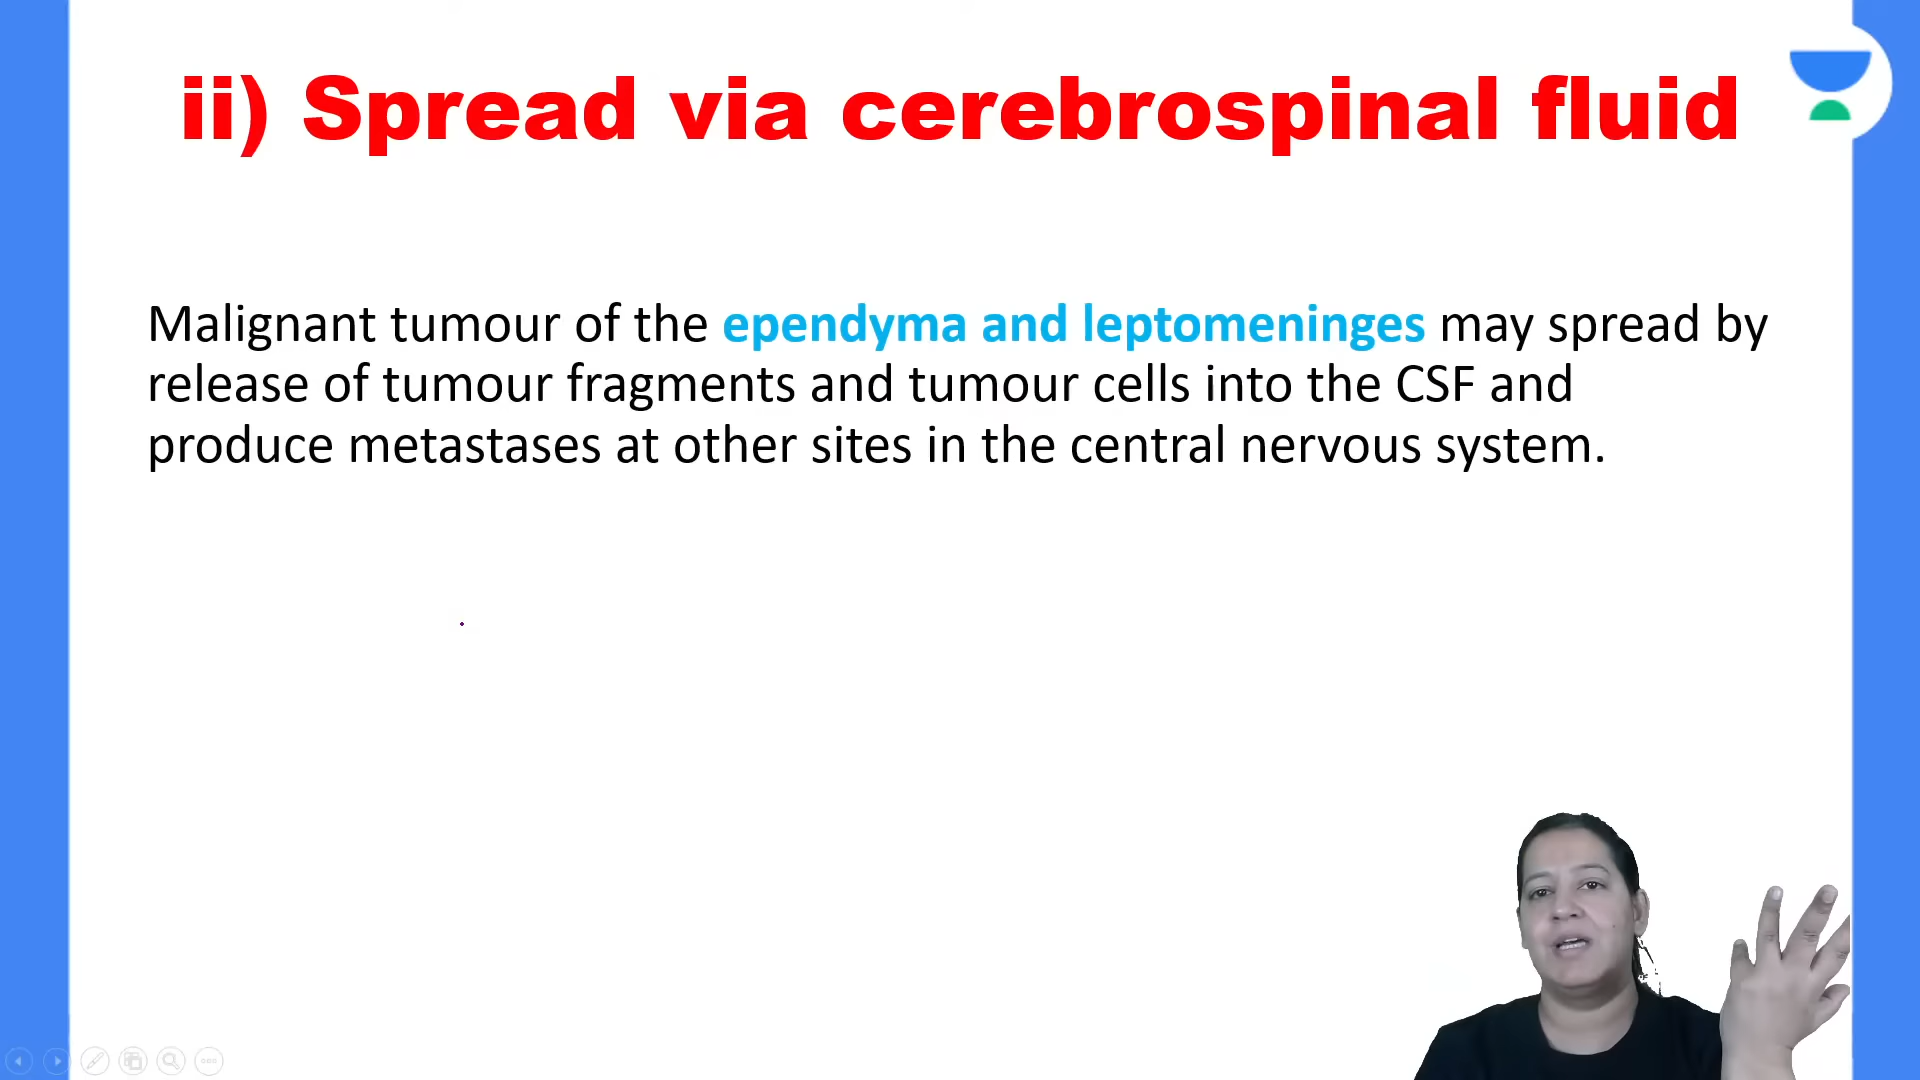 ii) Spread via cerebrospinal fluid
Malignant tumour of the ependyma and leptomeninges may spread by
release of tumour fragments and tumour cells into the CSF and
produce metastases at other sites in the central nervous system.